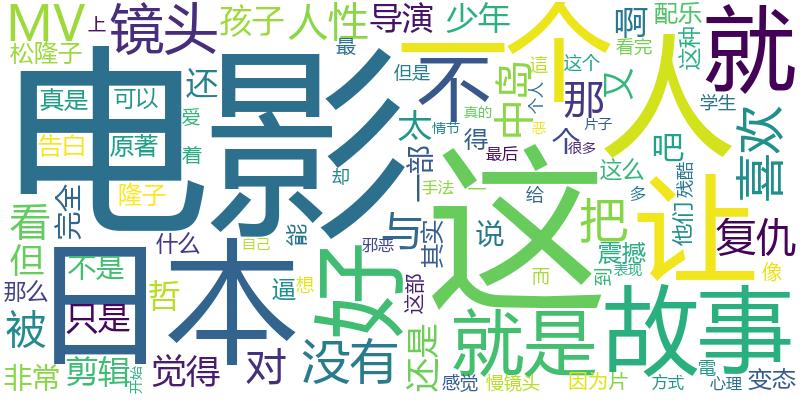 MV
上
镜头
孩子
人性
导演
少年
一个
啊
配乐
就
松隆子
最
看完
这种
电影
还
但是
不
那
又
这个
人
真是
可以
爱
中岛
个人
這
学生
喜欢
告白
原著
着
太
得
情节
真的
恶
片子
个
很多
吧
隆子
却
一部
最后
这
这么
他们
残酷
看
完全
日本
好
与
手法
一
给
多
让
把
复仇
但
不是
什么
能
自己
邪恶
其实
说
而
到
震撼
表现
像
那么
哲
逼
想
这部
被
只是
没有
还是
就是
故事
非常
剪辑
开始
觉得
对
感觉
慢镜头
因为
片
方式
電
心理
变态